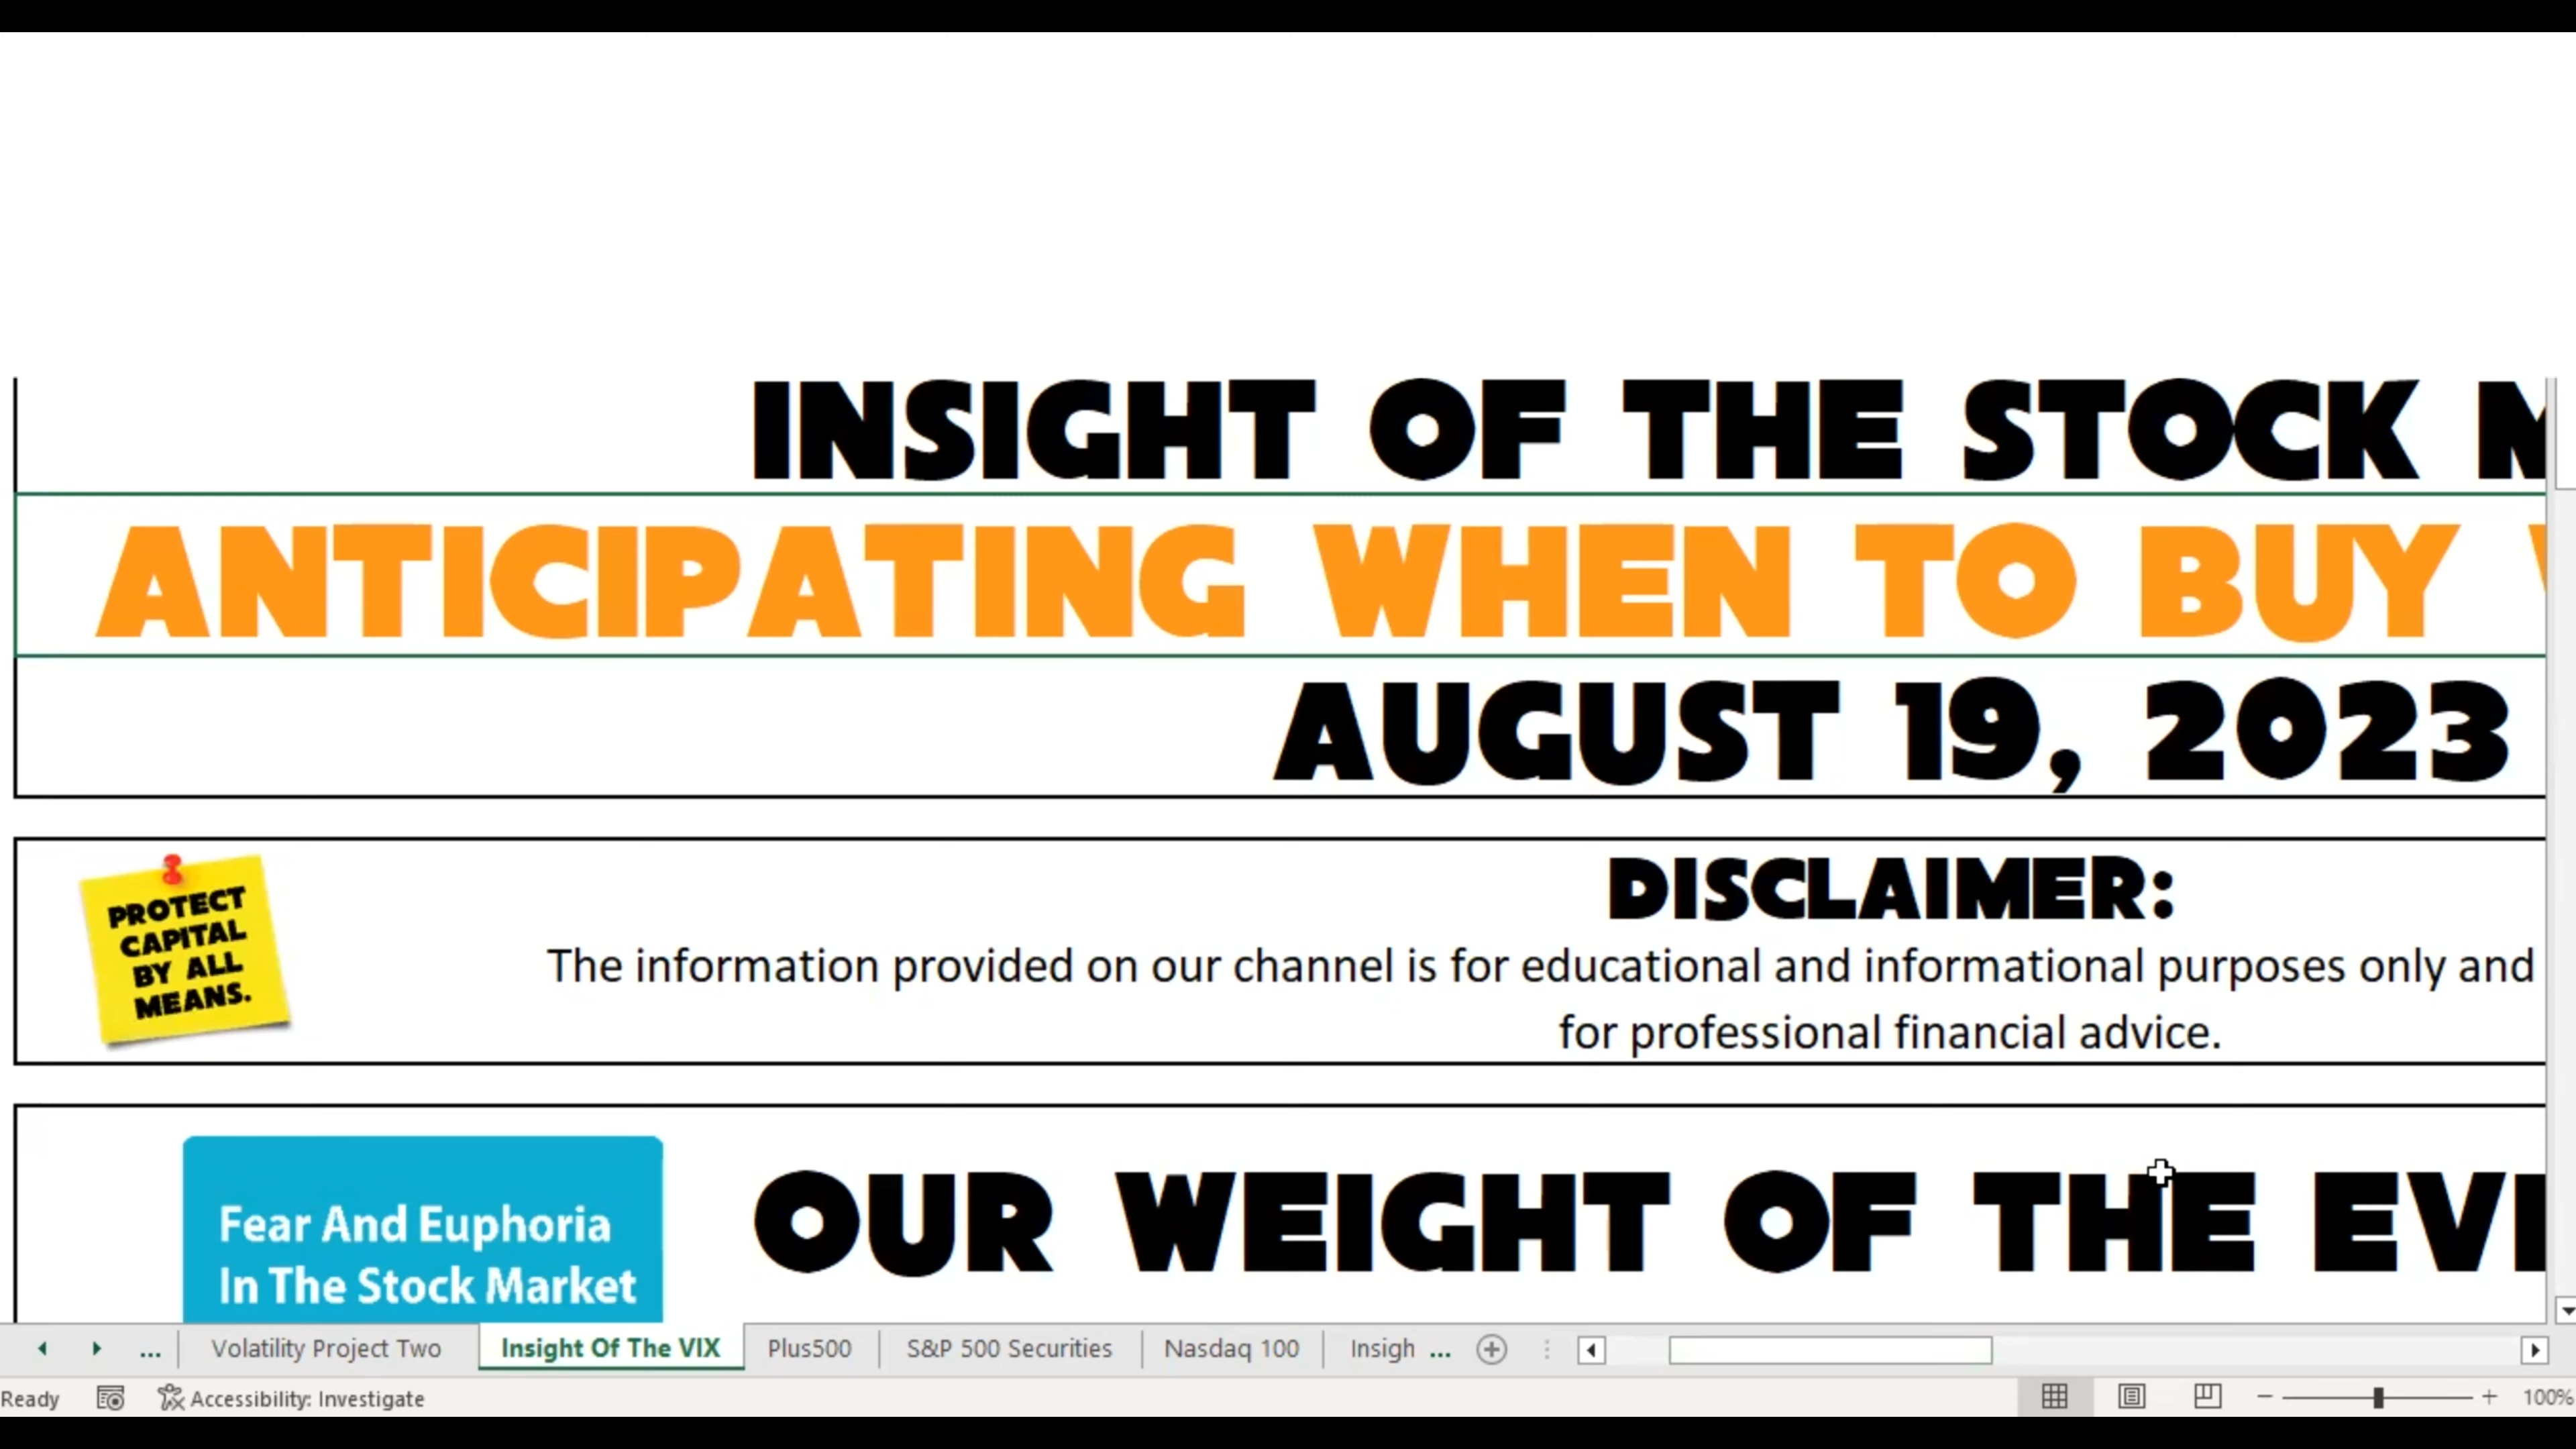 INSIGHT OF THE STOCK
ANTICIPATING WHEN TO BUY
AUGUST 19, 2023
PROTECT
CAPITAL
BY ALL
MEANS.
DISCLAIMER:
The information provided on our channel is for educational and informational purposes only and
for professional financial advice.
Fear And Euphoria
In The Stock Market
OUR WEIGHT OF THE
... Volatility Project Two Insight Of The VIX Plus500 S&P 500 Securities Nasdaq 100 Insigh ...
Ready Accessibility: Investigate 100%